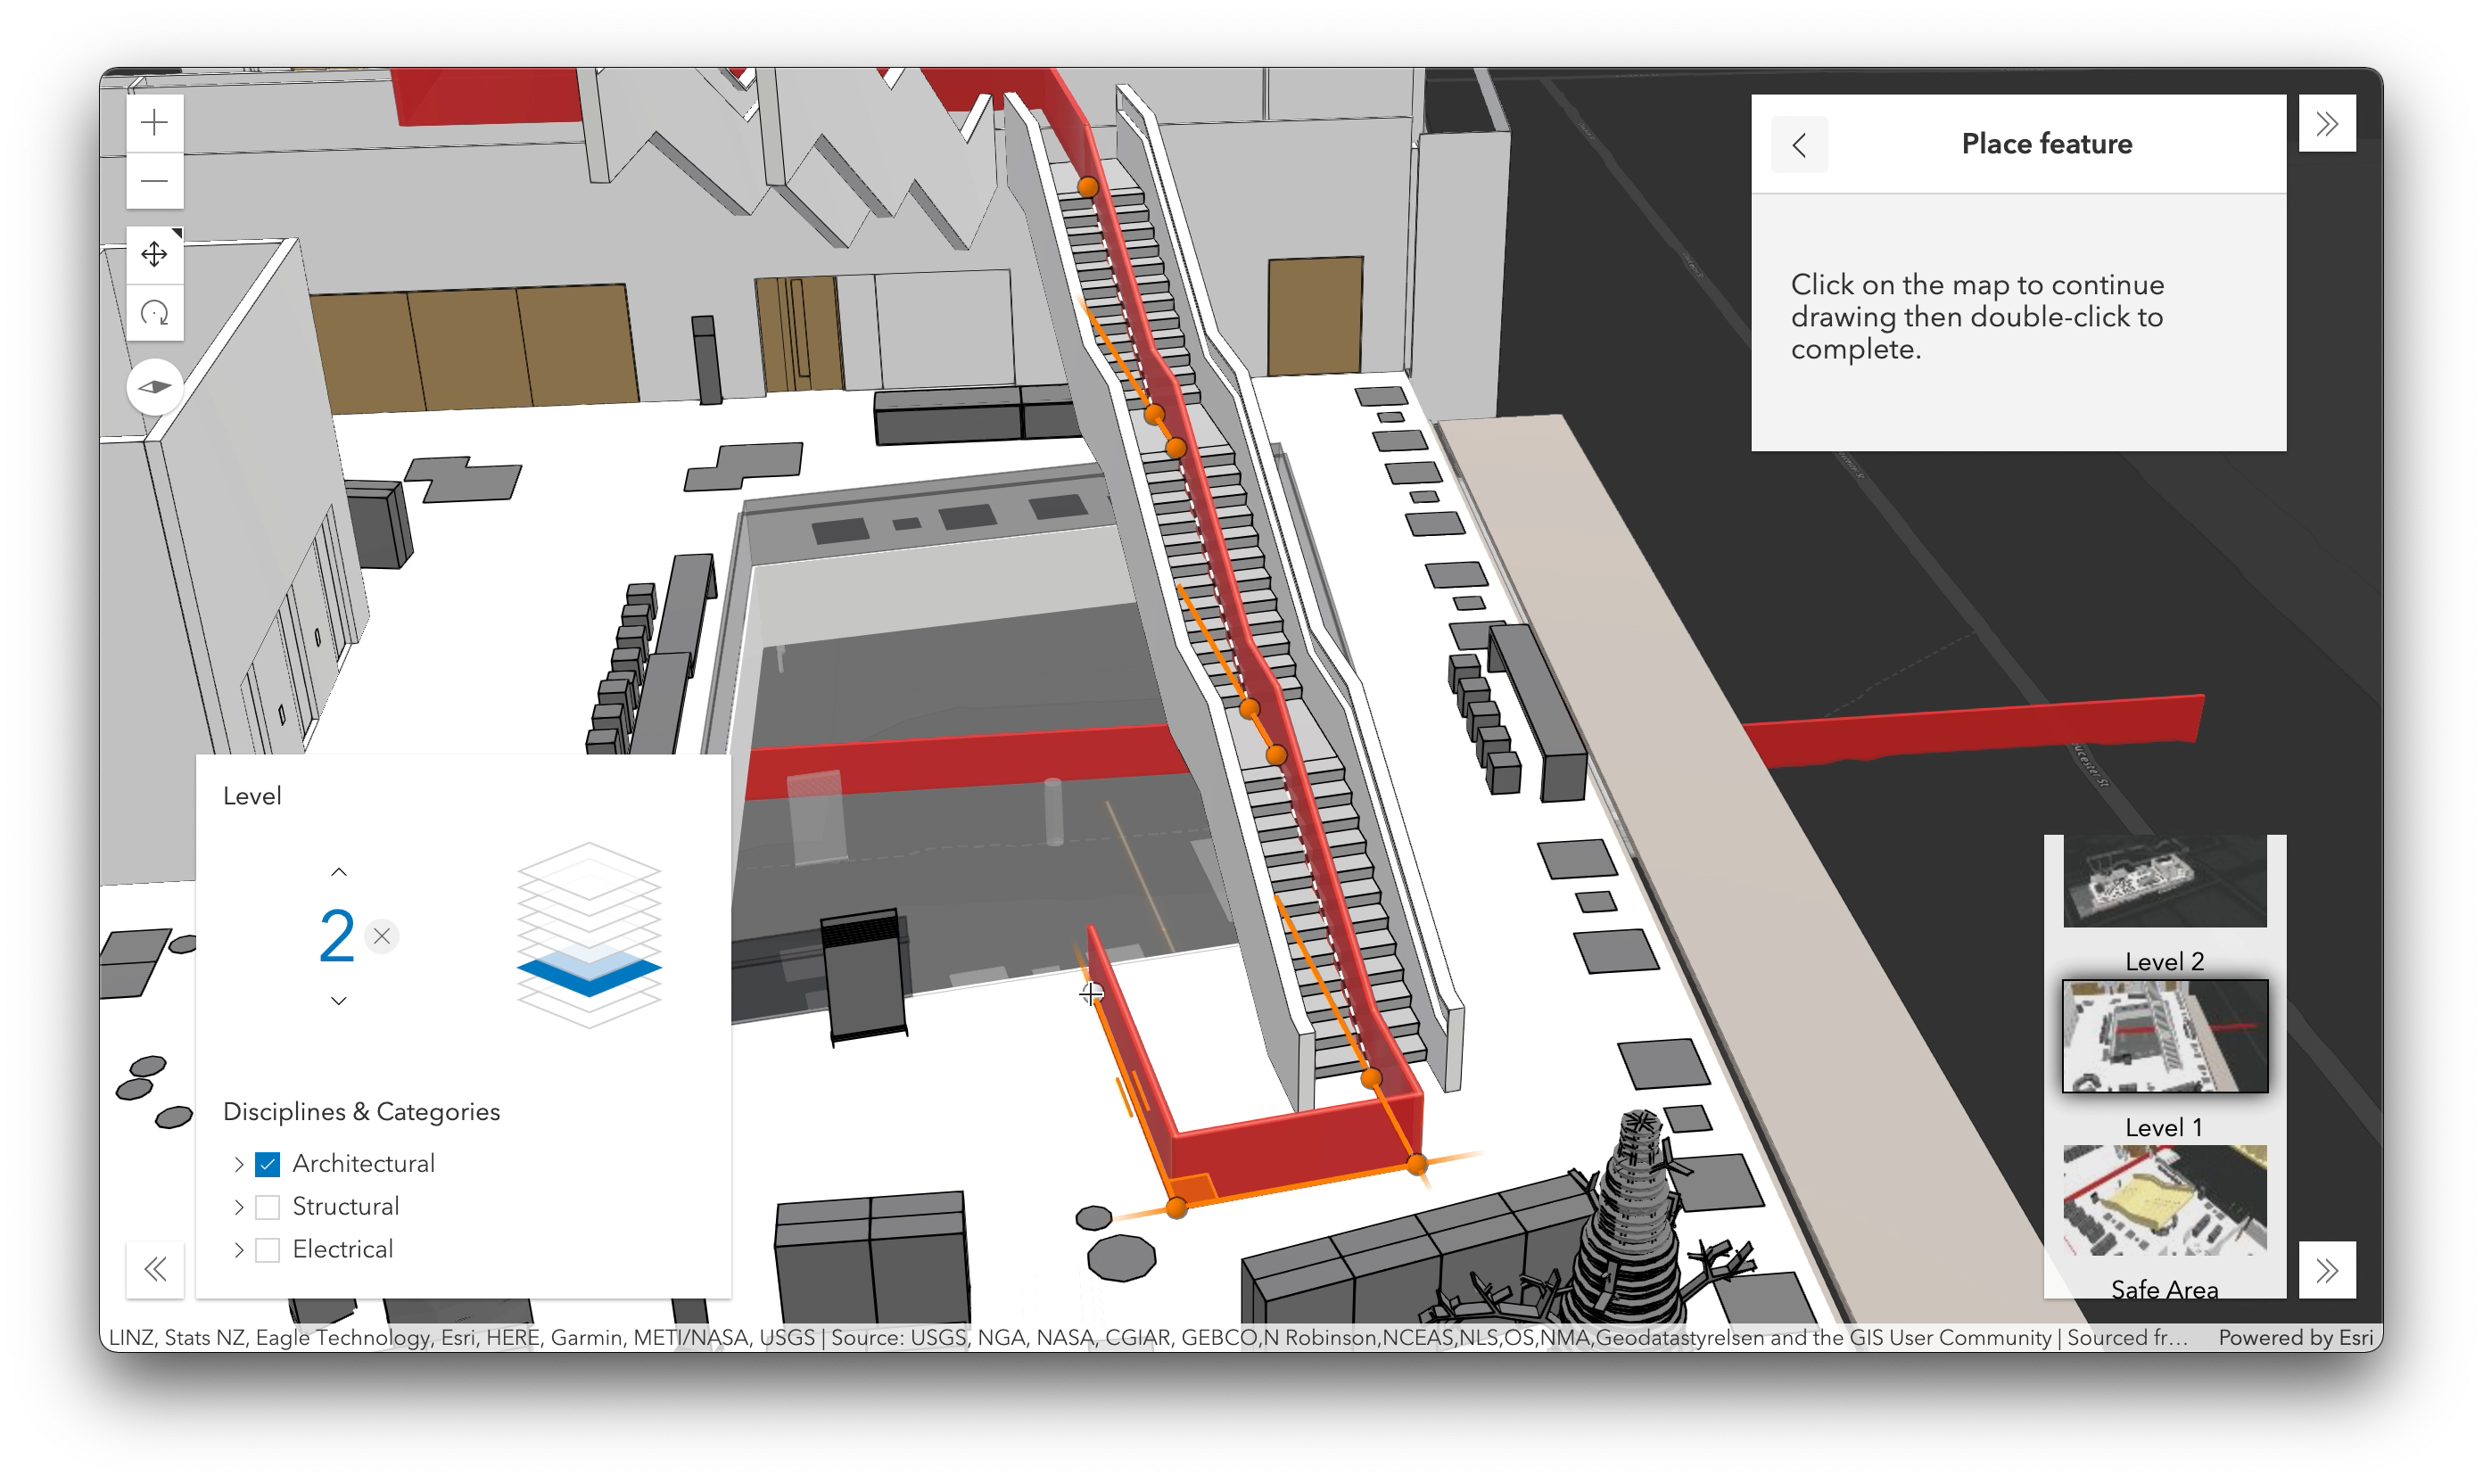 Place feature
Click on the map to continue
drawing then double-click to
complete.
Level
2
Disciplines & Categories
Architectural
Structural
Electrical
Level 2
Level 1
Safe Area
LINZ, Stats NZ, Eagle Technology, Esri, HERE, Garmin, METI/NASA, USGS | Source: USGS, NGA, NASA, CGIAR, GEBCO,N Robinson,NCEAS,NLS,OS,NMA,Geodatastyrelsen and the GIS User Community | Sourced fr... Powered by Esri